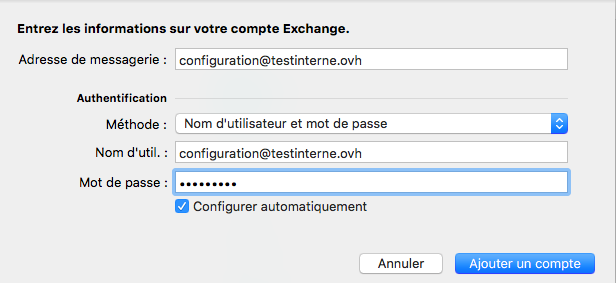 Entrez les informations sur votre compte Exchange.
Adresse de messagerie : configuration@testinterne.ovh
Authentification
Méthode : Nom d'utilisateur et mot de passe
Nom d'util. : configuration@testinterne.ovh
Mot de passe : •••••••••
Configurer automatiquement
Annuler Ajouter un compte